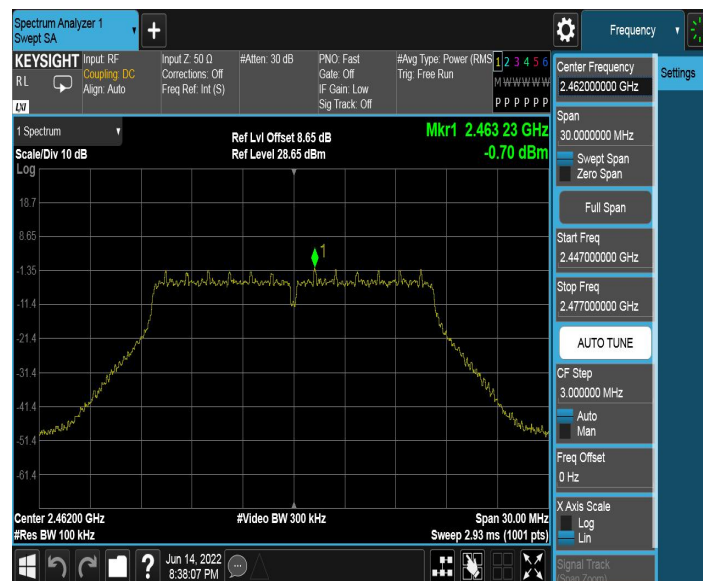 Spectrum Analyzer 1
Swept SA
+
Frequency
KEYSIGHT
RL
LXI
Input: RF
Coupling: DC
Align: Auto
Input Z: 50 Ω
Corrections: Off
Freq Ref: Int (S)
#Atten: 30 dB
PNO: Fast
Gate: Off
IF Gain: Low
Sig Track: Off
#Avg Type: Power (RMS
Trig: Free Run
1 2 3 4 5 6
M W W W W W
P P P P P P
1 Spectrum
Scale/Div 10 dB
Log
Ref Lvl Offset 8.65 dB
Ref Level 28.65 dBm
Mkr1 2.463 23 GHz
-0.70 dBm
18.7
8.65
-1.35
-11.4
-21.4
-31.4
-41.4
-51.4
-61.4
1
Center 2.46200 GHz
#Res BW 100 kHz
#Video BW 300 kHz
Span 30.00 MHz
Sweep 2.93 ms (1001 pts)
Center Frequency
2.462000000 GHz
Settings
Span
30.0000000 MHz
Swept Span
Zero Span
Full Span
Start Freq
2.447000000 GHz
Stop Freq
2.477000000 GHz
AUTO TUNE
CF Step
3.000000 MHz
Auto
Man
Freq Offset
0 Hz
X Axis Scale
Log
Lin
Signal Track
(Span Zoom)
?
Jun 14, 2022
8:38:07 PM